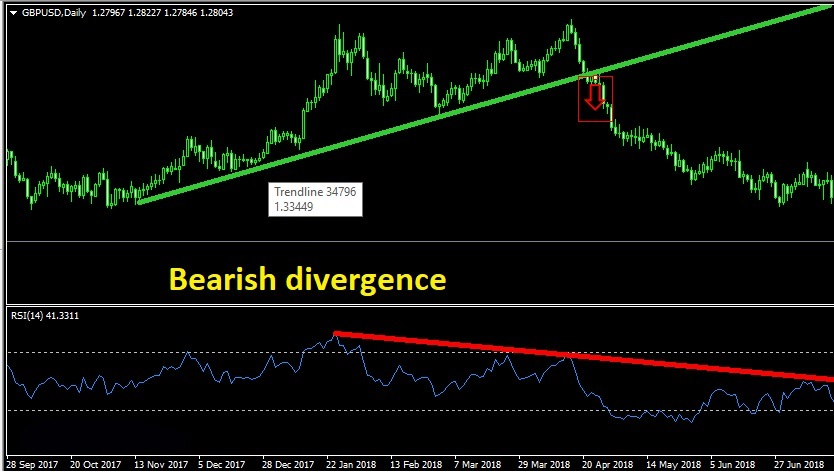 GBPUSD,Daily 1.27967 1.28227 1.27846 1.28043
Trendline 34796
1.33449
Bearish divergence
RSI(14) 41.3311
28 Sep 2017 20 Oct 2017 13 Nov 2017 5 Dec 2017 28 Dec 2017 22 Jan 2018 13 Feb 2018 7 Mar 2018 29 Mar 2018 20 Apr 2018 14 May 2018 5 Jun 2018 27 Jun 2018